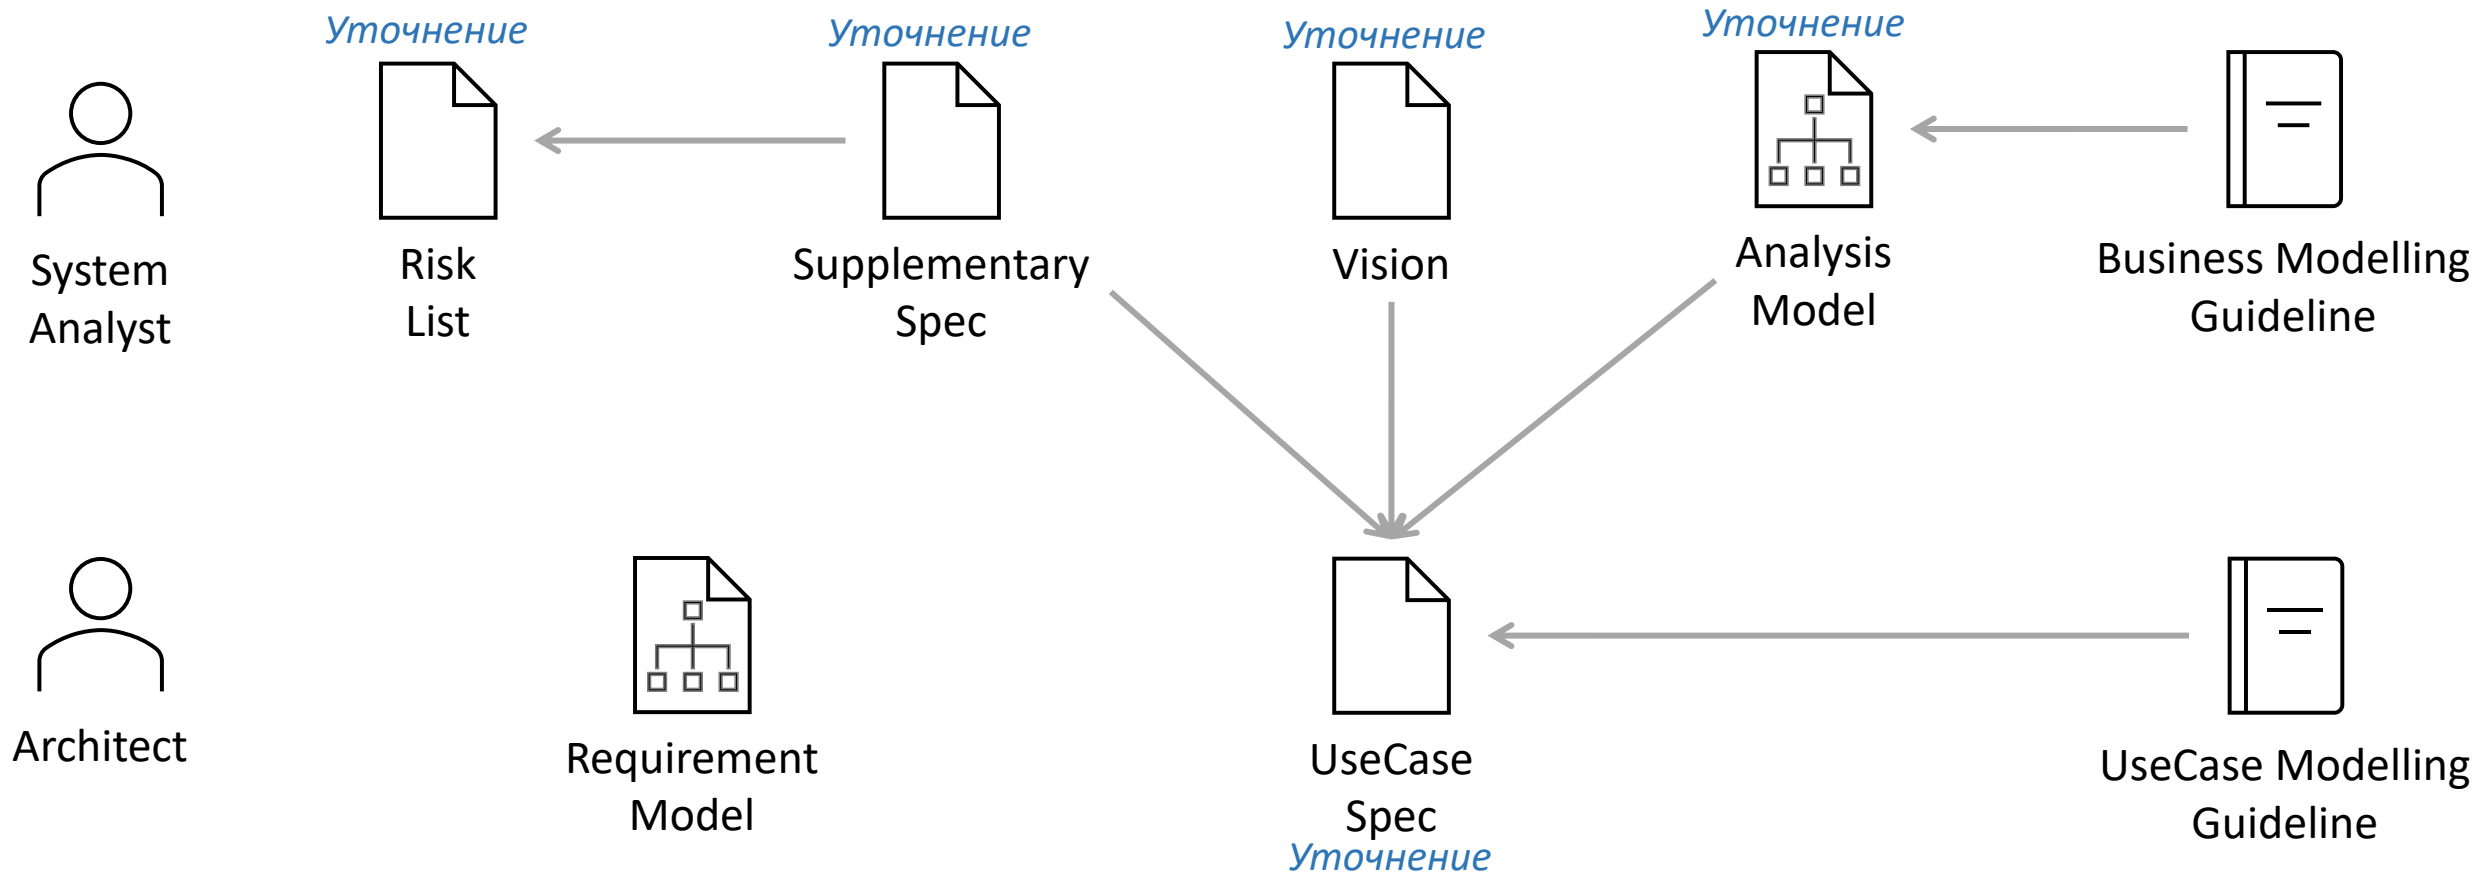 Уточнение
Уточнение
Уточнение
Уточнение
System
Analyst
Risk
List
Supplementary
Spec
Vision
Analysis
Model
Business Modelling
Guideline
Architect
Requirement
Model
UseCase
Spec
Уточнение
UseCase Modelling
Guideline